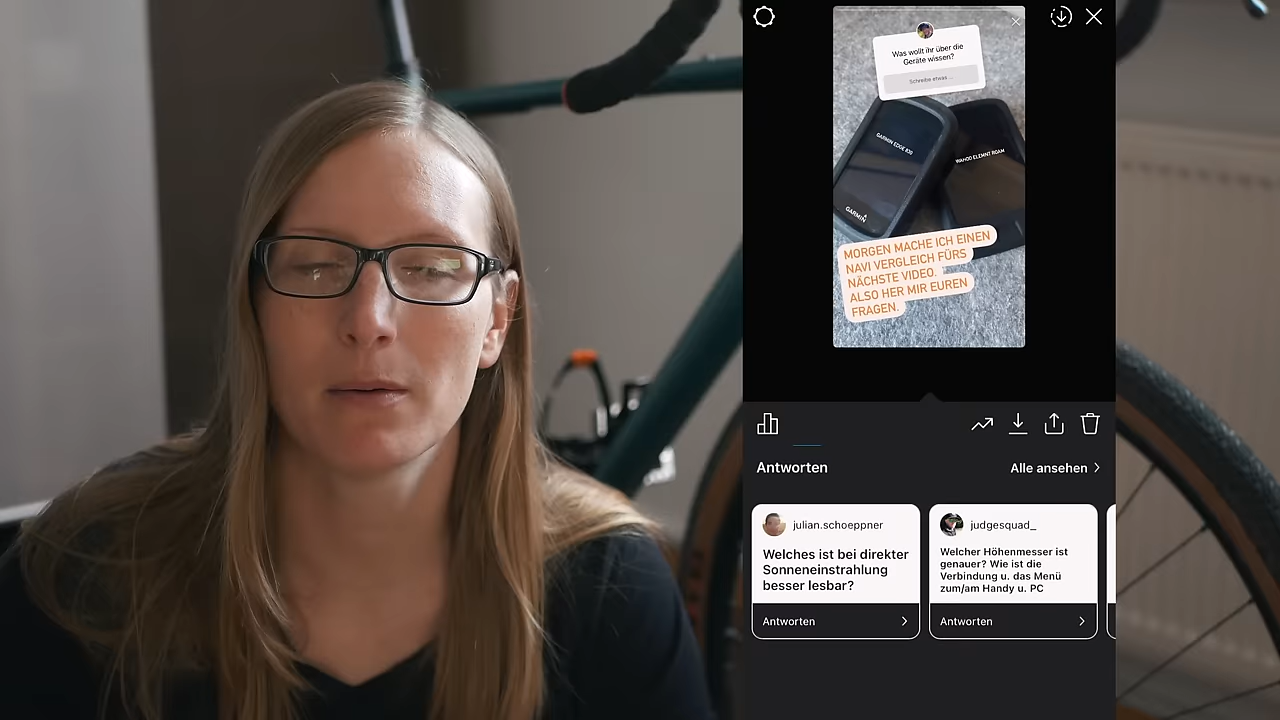 Was wollt ihr über die
Geräte wissen?
Schreibe etwas ...
GARMIN EDGE 830
WAHOO ELEMNT ROAM
GARMIN
MORGEN MACHE ICH EINEN
NAVI VERGLEICH FÜRS
NÄCHSTE VIDEO.
ALSO HER MIR EUREN
FRAGEN.
Antworten
Alle ansehen
julian.schoeppner
Welches ist bei direkter
Sonneneinstrahlung
besser lesbar?
Antworten
judgesquad_
Welcher Höhenmesser ist
genauer? Wie ist die
Verbindung u. das Menü
zum/am Handy u. PC
Antworten